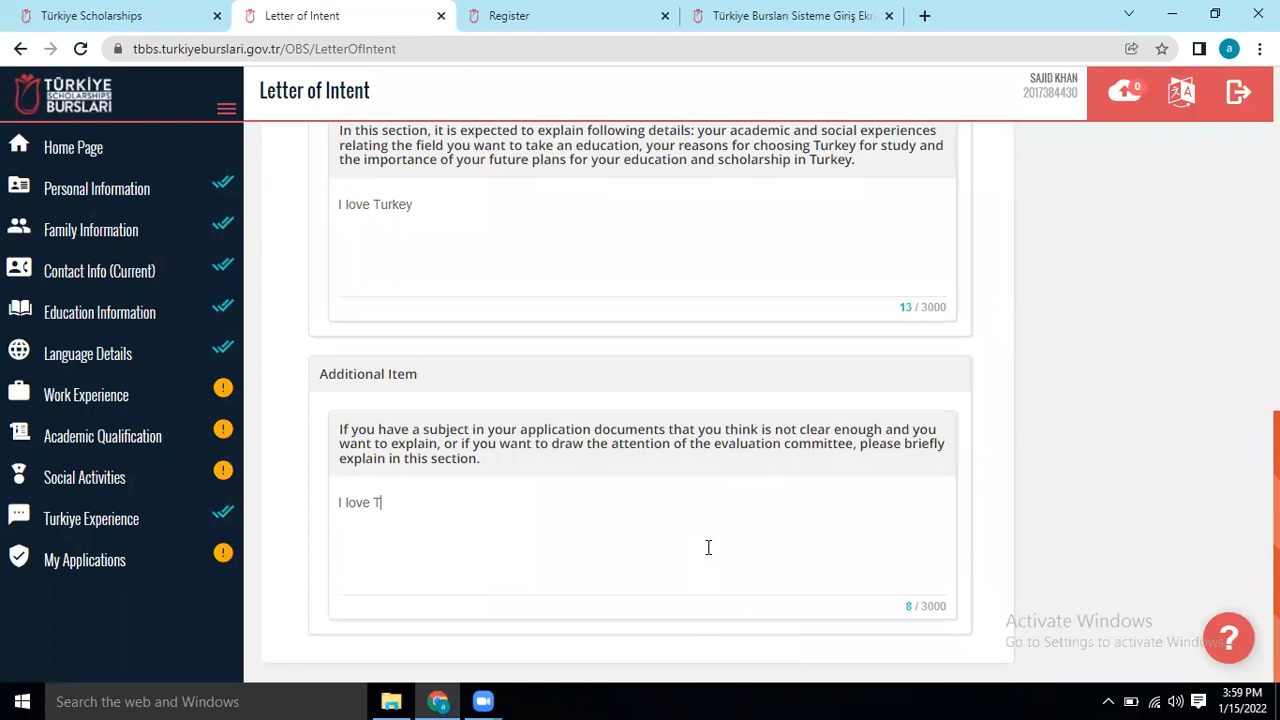 Türkiye Scholarships
Letter of Intent
Register
Türkiye Bursları Sisteme Giriş Ekra
tbbs.turkiyeburslari.gov.tr/OBS/LetterOfIntent
a
TÜRKİYE
SCHOLARSHIPS
BURSLARI
Letter of Intent
SAJID KHAN
2017384430
0
Home Page
Personal Information
Family Information
Contact Info (Current)
Education Information
Language Details
Work Experience
Academic Qualification
Social Activities
Turkiye Experience
My Applications
In this section, it is expected to explain following details: your academic and social experiences
relating the field you want to take an education, your reasons for choosing Turkey for study and
the importance of your future plans for your education and scholarship in Turkey.
I love Turkey
13 / 3000
Additional Item
If you have a subject in your application documents that you think is not clear enough and you
want to explain, or if you want to draw the attention of the evaluation committee, please briefly
explain in this section.
I love T
8 / 3000
Activate Windows
Go to Settings to activate Windows.
?
Search the web and Windows
3:59 PM
1/15/2022